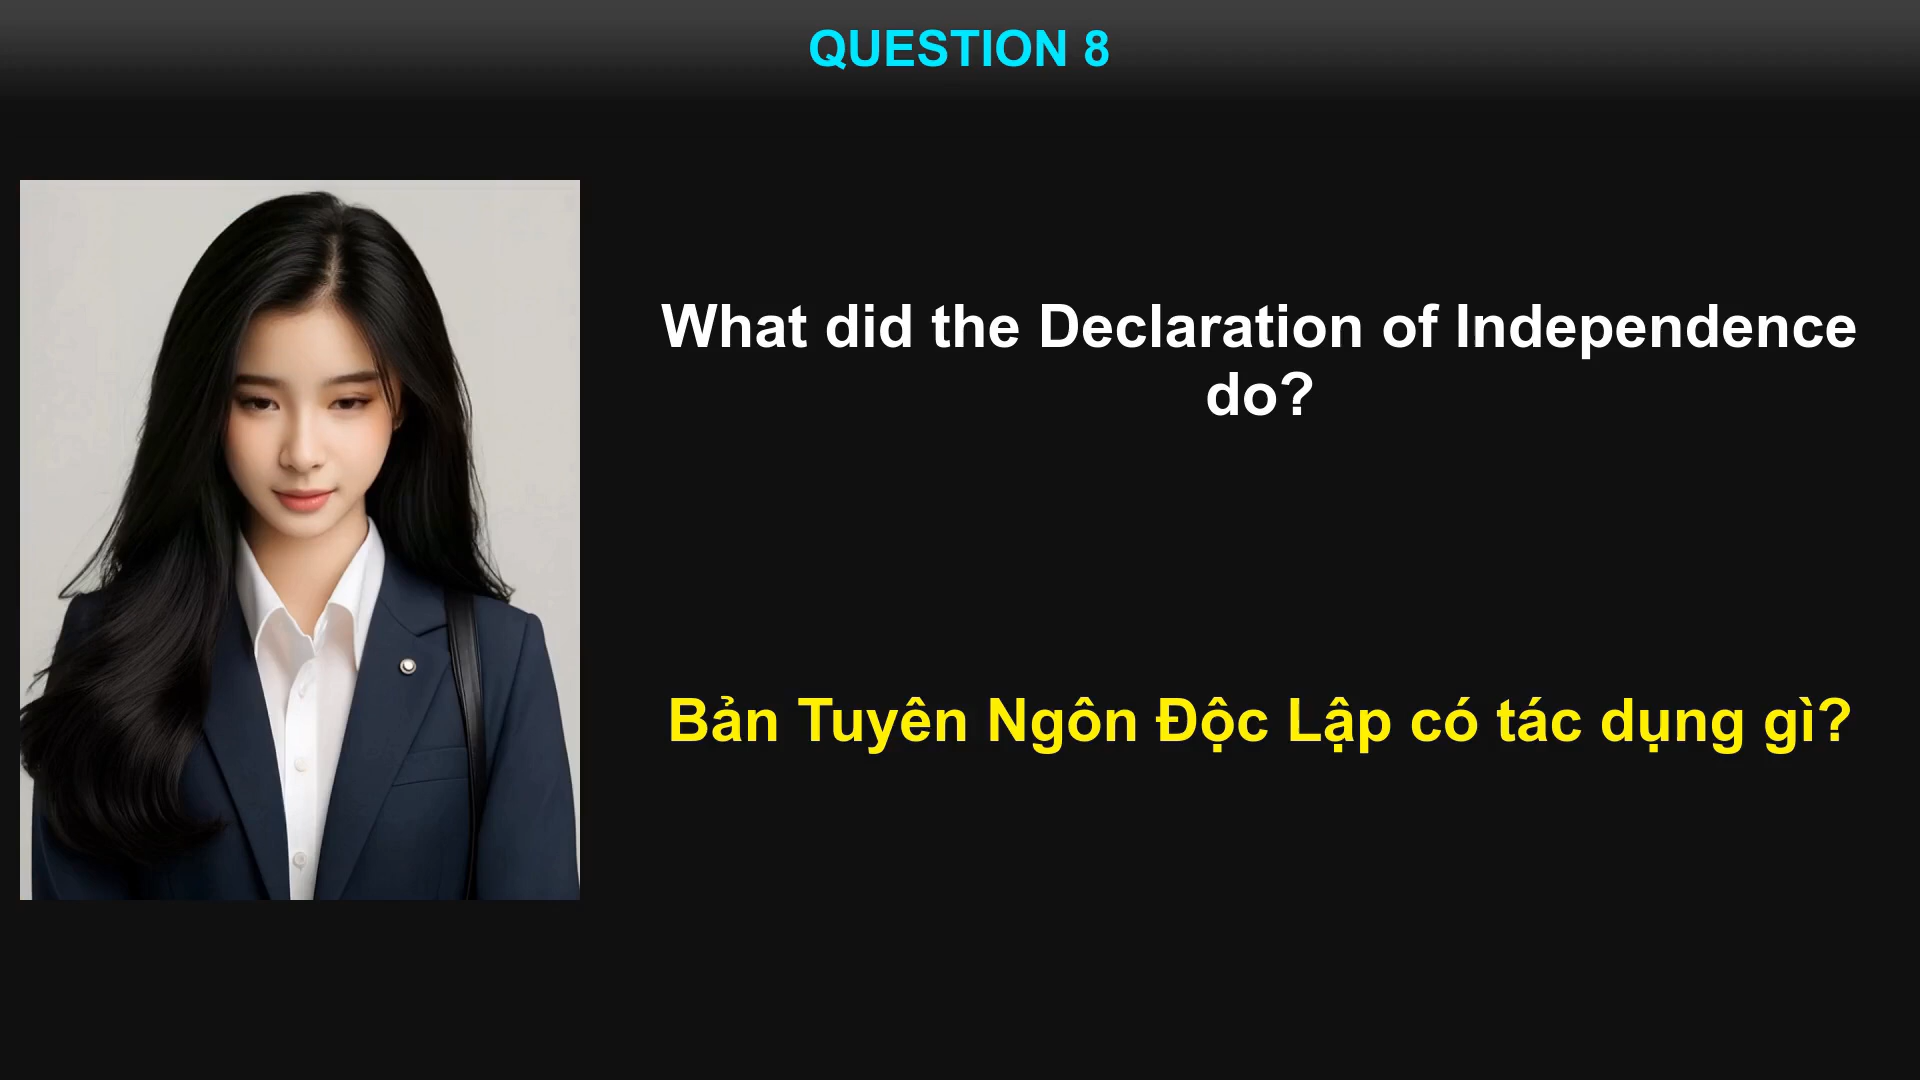 QUESTION 8
What did the Declaration of Independence
do?
Bản Tuyên Ngôn Độc Lập có tác dụng gì?